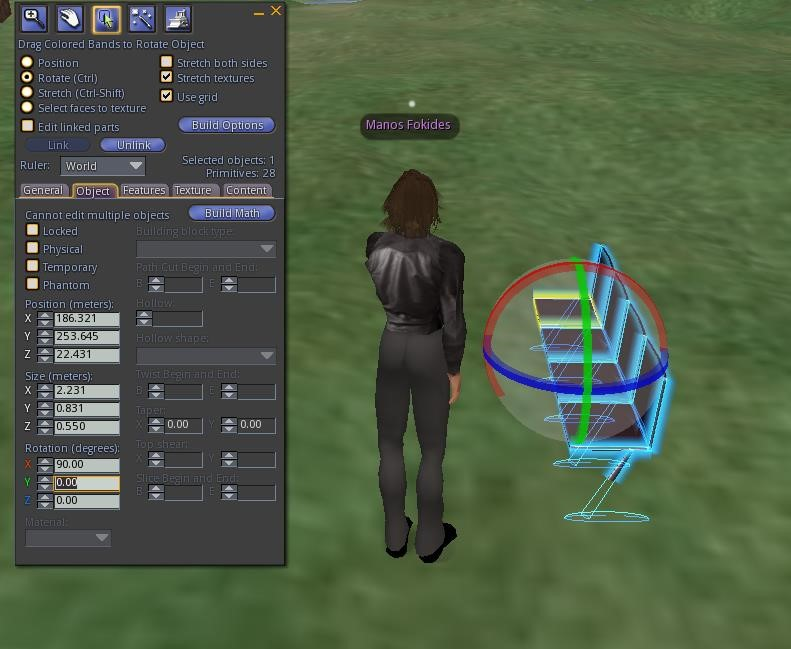 Drag Colored Bands to Rotate Object
Position
Stretch both sides
Rotate (Ctrl)
Stretch textures
Stretch (Ctrl-Shift)
Use grid
Select faces to texture
Edit linked parts
Build Options
Link
Unlink
Selected objects: 1
Ruler: World
Primitives: 28
General Object Features Texture Content
Cannot edit multiple objects
Build Math
Locked
Building block type:
Physical
Temporary
Path Cut Begin and End:
Phantom
B E
Position (meters):
Hollow:
X 186.321
Y 253.645
Hollow shape:
Z 22.431
Size (meters):
Twist Begin and End:
X 2.231
B E
Y 0.831
Taper:
Z 0.550
X 0.00 Y 0.00
Rotation (degrees):
Top shear:
X 90.00
X Y
Y 0.00
Slice Begin and End:
Z 0.00
B E
Material:
Manos Fokides